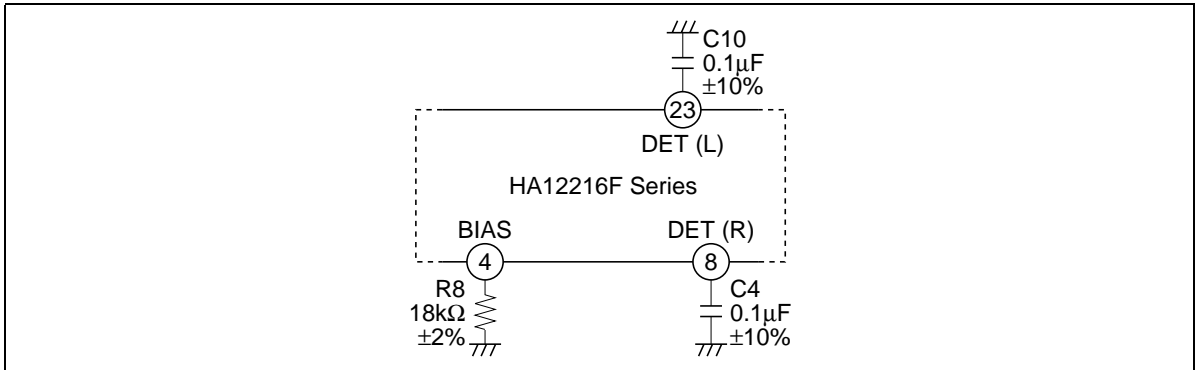 C10
0.1µF
±10%
23
DET (L)
HA12216F Series
BIAS
DET (R)
4
8
R8
18kΩ
±2%
C4
0.1µF
±10%